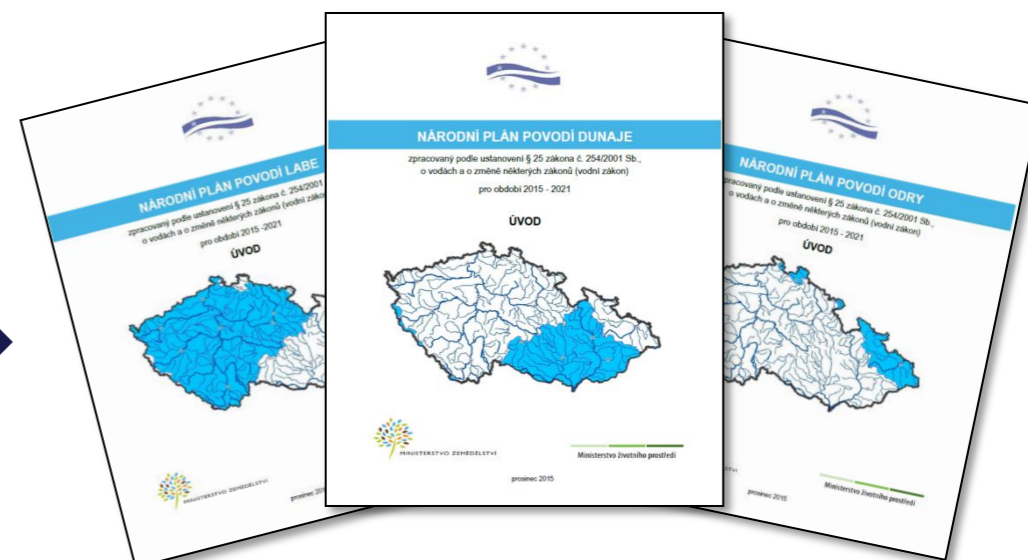 NÁRODNÍ PLÁN POVODÍ LABE
zpracovaný podle ustanovení § 25 zákona č. 254/2001
o vodách a o změně některých zákonů (vodní
pro období 2015 -2021
ÚVOD
MINISTERSTVO ZEMĚDĚLSTVÍ
prosinec
NÁRODNÍ PLÁN POVODÍ DUNAJE
zpracovaný podle ustanovení § 25 zákona č. 254/2001 Sb.,
o vodách a o změně některých zákonů (vodní zákon)
pro období 2015 - 2021
ÚVOD
MINISTERSTVO ZEMĚDĚLSTVÍ
Ministerstvo životního prostředí
prosinec 2015
NÁRODNÍ PLÁN POVODÍ ODRY
zpracovaný podle ustanovení § 25 zákona č. 254/2001 Sb.,
o vodách a o změně některých zákonů (vodní zákon)
pro období 2015 - 2021
ÚVOD
Ministerstvo životního prostředí
prosinec 2015